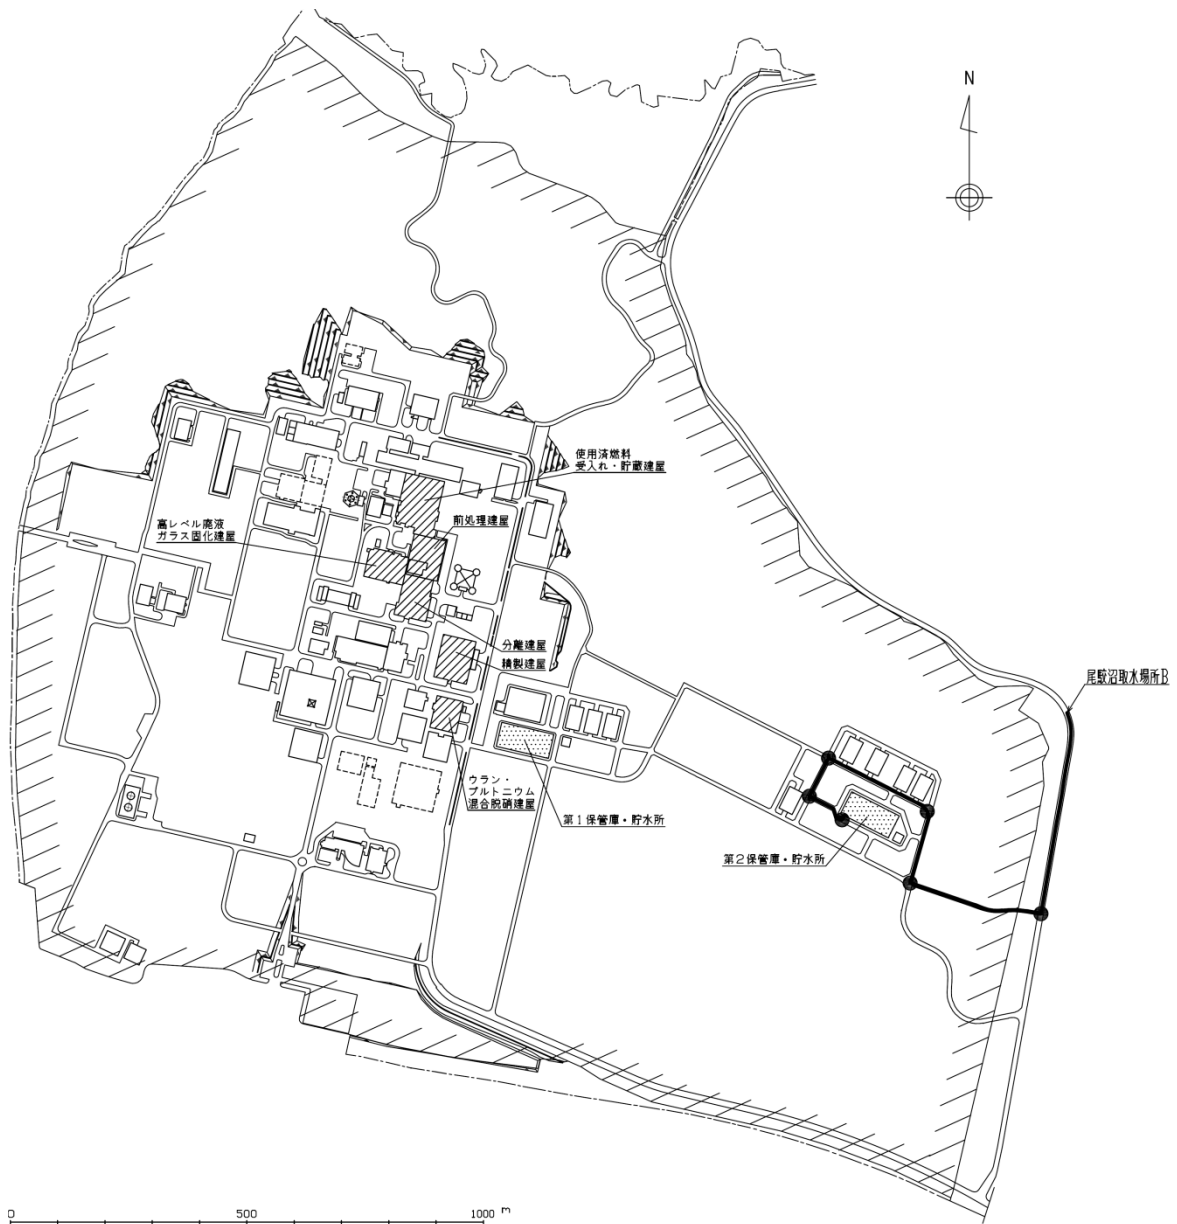 N
使用済燃料
受入れ・貯蔵建屋
前処理建屋
高レベル廃液
ガラス固化建屋
分離建屋
精製建屋
尾駮沼取水場所B
ウラン・
プルトニウム
混合脱硝建屋
第1保管庫・貯水所
第2保管庫・貯水所
0 500 1000 m